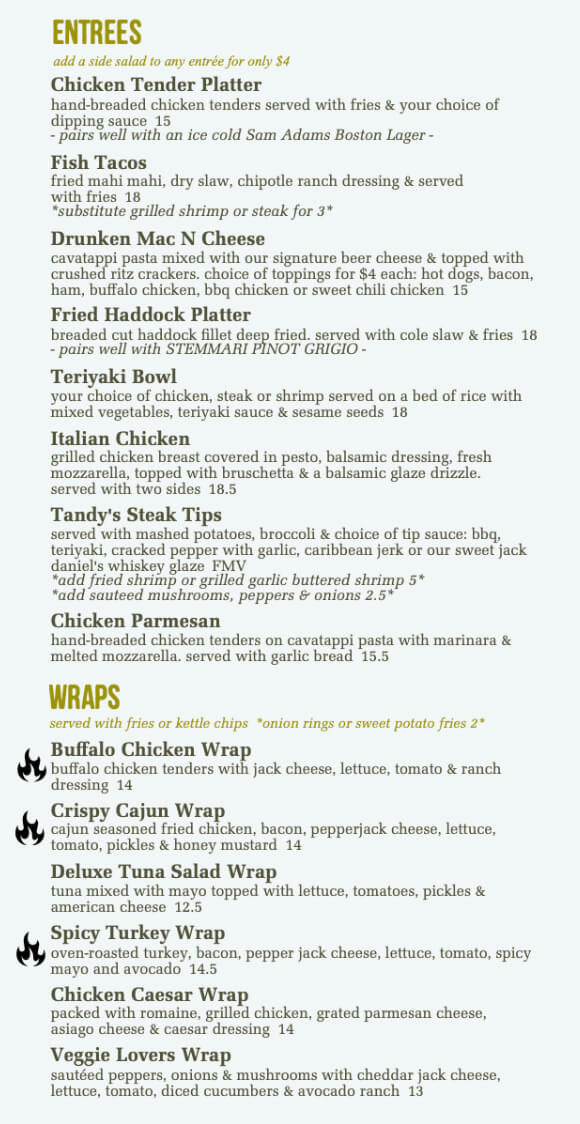 ENTREES
add a side salad to any entrée for only $4
Chicken Tender Platter
hand-breaded chicken tenders served with fries & your choice of
dipping sauce 15
- pairs well with an ice cold Sam Adams Boston Lager -
Fish Tacos
fried mahi mahi, dry slaw, chipotle ranch dressing & served
with fries 18
*substitute grilled shrimp or steak for 3*
Drunken Mac N Cheese
cavatappi pasta mixed with our signature beer cheese & topped with
crushed ritz crackers. choice of toppings for $4 each: hot dogs, bacon,
ham, buffalo chicken, bbq chicken or sweet chili chicken 15
Fried Haddock Platter
breaded cut haddock fillet deep fried. served with cole slaw & fries 18
- pairs well with STEMMARI PINOT GRIGIO -
Teriyaki Bowl
your choice of chicken, steak or shrimp served on a bed of rice with
mixed vegetables, teriyaki sauce & sesame seeds 18
Italian Chicken
grilled chicken breast covered in pesto, balsamic dressing, fresh
mozzarella, topped with bruschetta & a balsamic glaze drizzle.
served with two sides 18.5
Tandy's Steak Tips
served with mashed potatoes, broccoli & choice of tip sauce: bbq,
teriyaki, cracked pepper with garlic, caribbean jerk or our sweet jack
daniel's whiskey glaze FMV
*add fried shrimp or grilled garlic buttered shrimp 5*
*add sauteed mushrooms, peppers & onions 2.5*
Chicken Parmesan
hand-breaded chicken tenders on cavatappi pasta with marinara &
melted mozzarella. served with garlic bread 15.5
WRAPS
served with fries or kettle chips *onion rings or sweet potato fries 2*
Buffalo Chicken Wrap
buffalo chicken tenders with jack cheese, lettuce, tomato & ranch
dressing 14
Crispy Cajun Wrap
cajun seasoned fried chicken, bacon, pepperjack cheese, lettuce,
tomato, pickles & honey mustard 14
Deluxe Tuna Salad Wrap
tuna mixed with mayo topped with lettuce, tomatoes, pickles &
american cheese 12.5
Spicy Turkey Wrap
oven-roasted turkey, bacon, pepper jack cheese, lettuce, tomato, spicy
mayo and avocado 14.5
Chicken Caesar Wrap
packed with romaine, grilled chicken, grated parmesan cheese,
asiago cheese & caesar dressing 14
Veggie Lovers Wrap
sautéed peppers, onions & mushrooms with cheddar jack cheese,
lettuce, tomato, diced cucumbers & avocado ranch 13